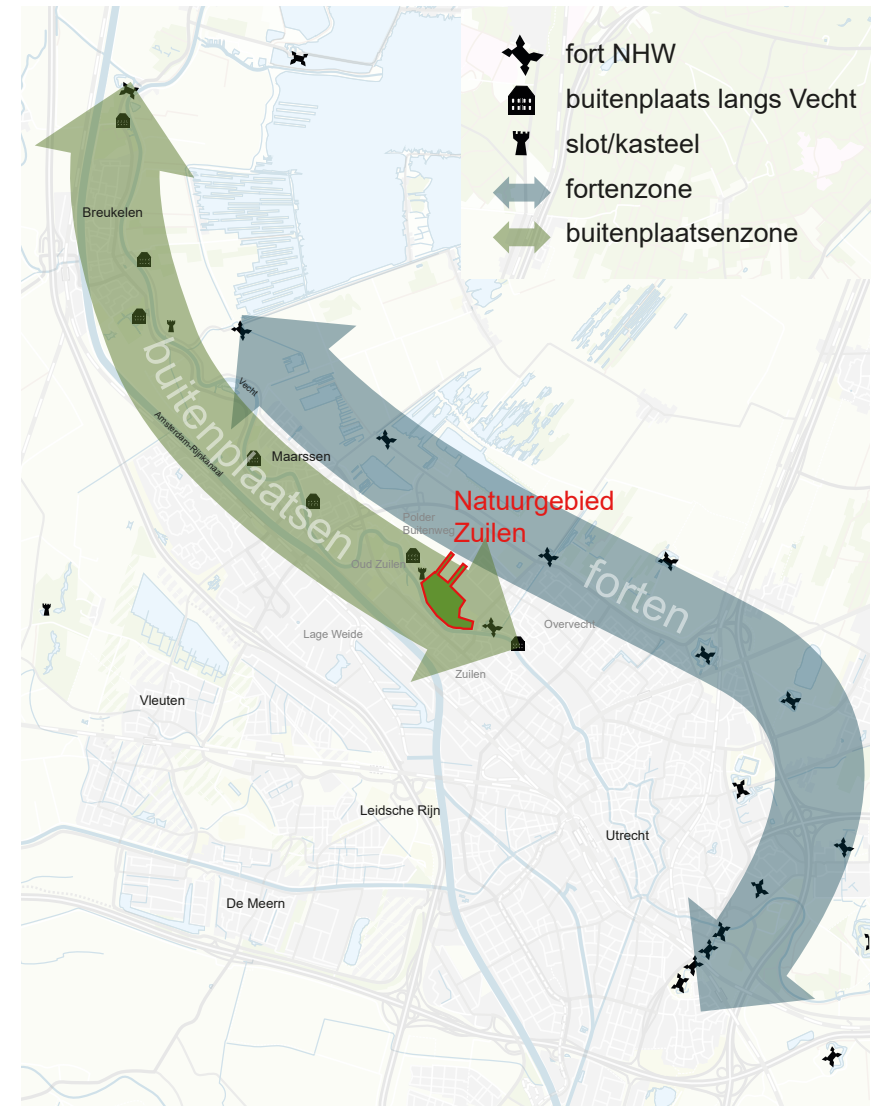 fort NHW
buitenplaats langs Vecht
slot/kasteel
fortenzone
buitenplaatsenzone
Breukelen
buitenplaatsen
Vecht
Amsterdam-Rijnkanaal
Maarssen
Natuurgebied
Zuilen
Polder
Buitenweg
Oud Zuilen
forten
Overvecht
Lage Weide
Zuilen
Vleuten
Leidsche Rijn
Utrecht
De Meern